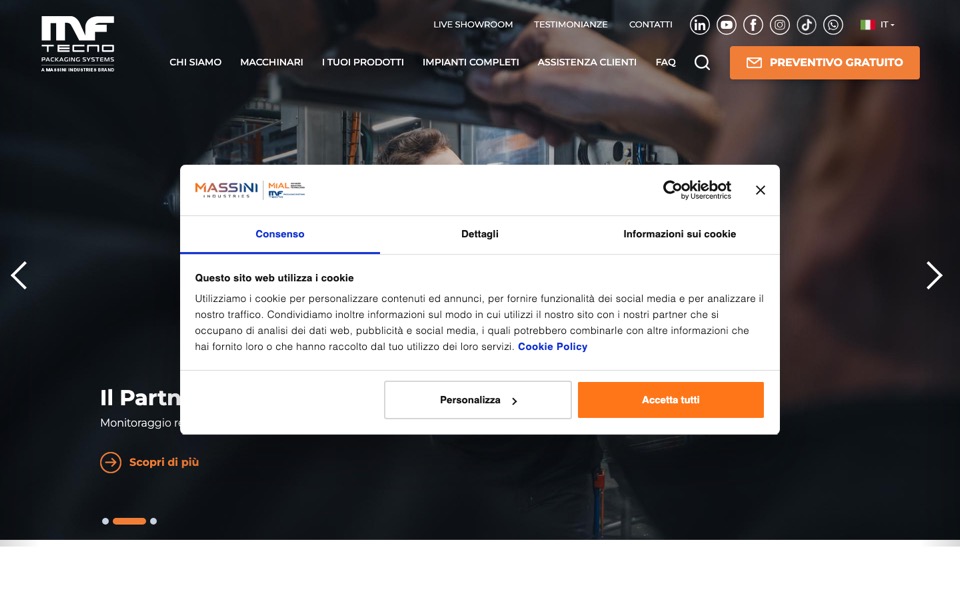 LIVE SHOWROOM TESTIMONIANZE CONTATTI IT
MF
TECNO
PACKAGING SYSTEMS
A MASSINI INDUSTRIES BRAND
CHI SIAMO MACCHINARI I TUOI PRODOTTI IMPIANTI COMPLETI ASSISTENZA CLIENTI FAQ PREVENTIVO GRATUITO
MASSINI
INDUSTRIES
MIAL
MF
TECNO
Cookiebot
by Usercentrics
Consenso Dettagli Informazioni sui cookie
Questo sito web utilizza i cookie
Utilizziamo i cookie per personalizzare contenuti ed annunci, per fornire funzionalità dei social media e per analizzare il
nostro traffico. Condividiamo inoltre informazioni sul modo in cui utilizzi il nostro sito con i nostri partner che si
occupano di analisi dei dati web, pubblicità e social media, i quali potrebbero combinarle con altre informazioni che
hai fornito loro o che hanno raccolto dal tuo utilizzo dei loro servizi. Cookie Policy
Personalizza Accetta tutti
Il Partn
Monitoraggio re
Scopri di più